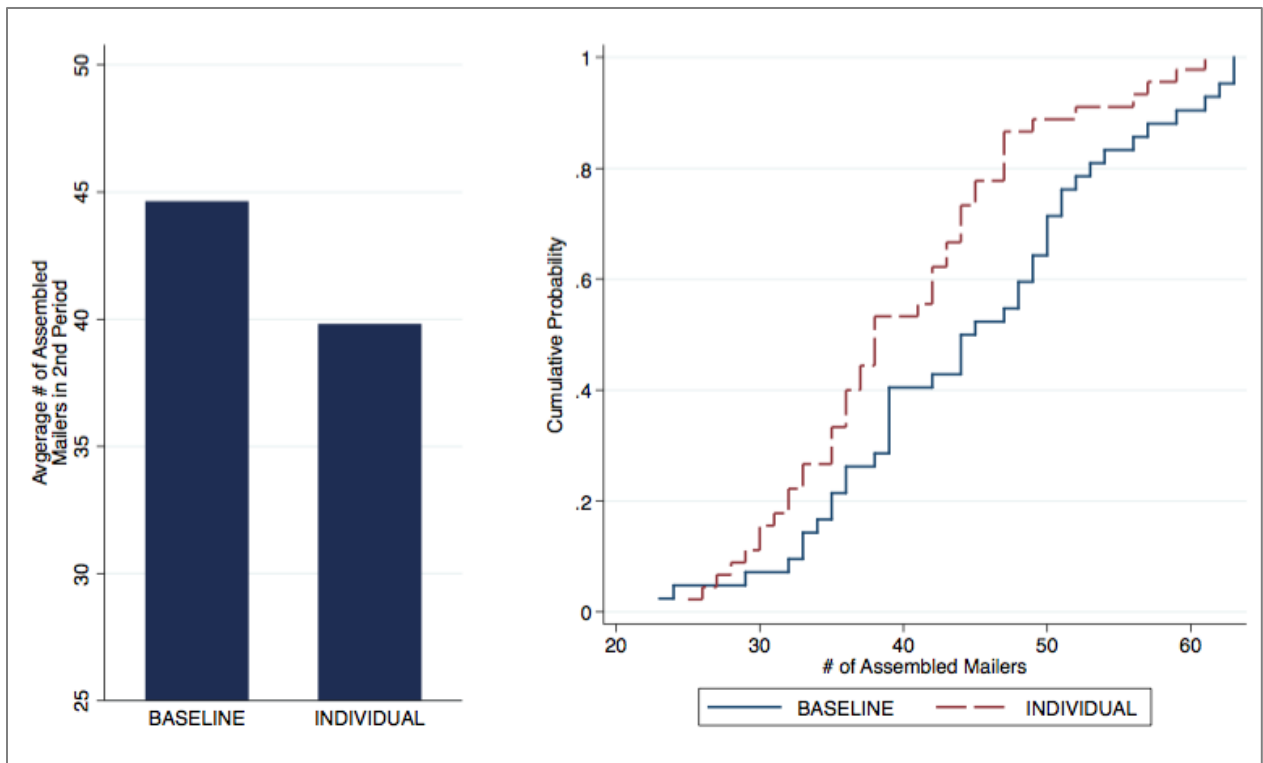 Avgerage # of Assembled
Mailers in 2nd Period
50
45
40
35
30
25
BASELINE
INDIVIDUAL
Cumulative Probability
1
.8
.6
.4
.2
0
20
30
40
50
60
# of Assembled Mailers
BASELINE
INDIVIDUAL